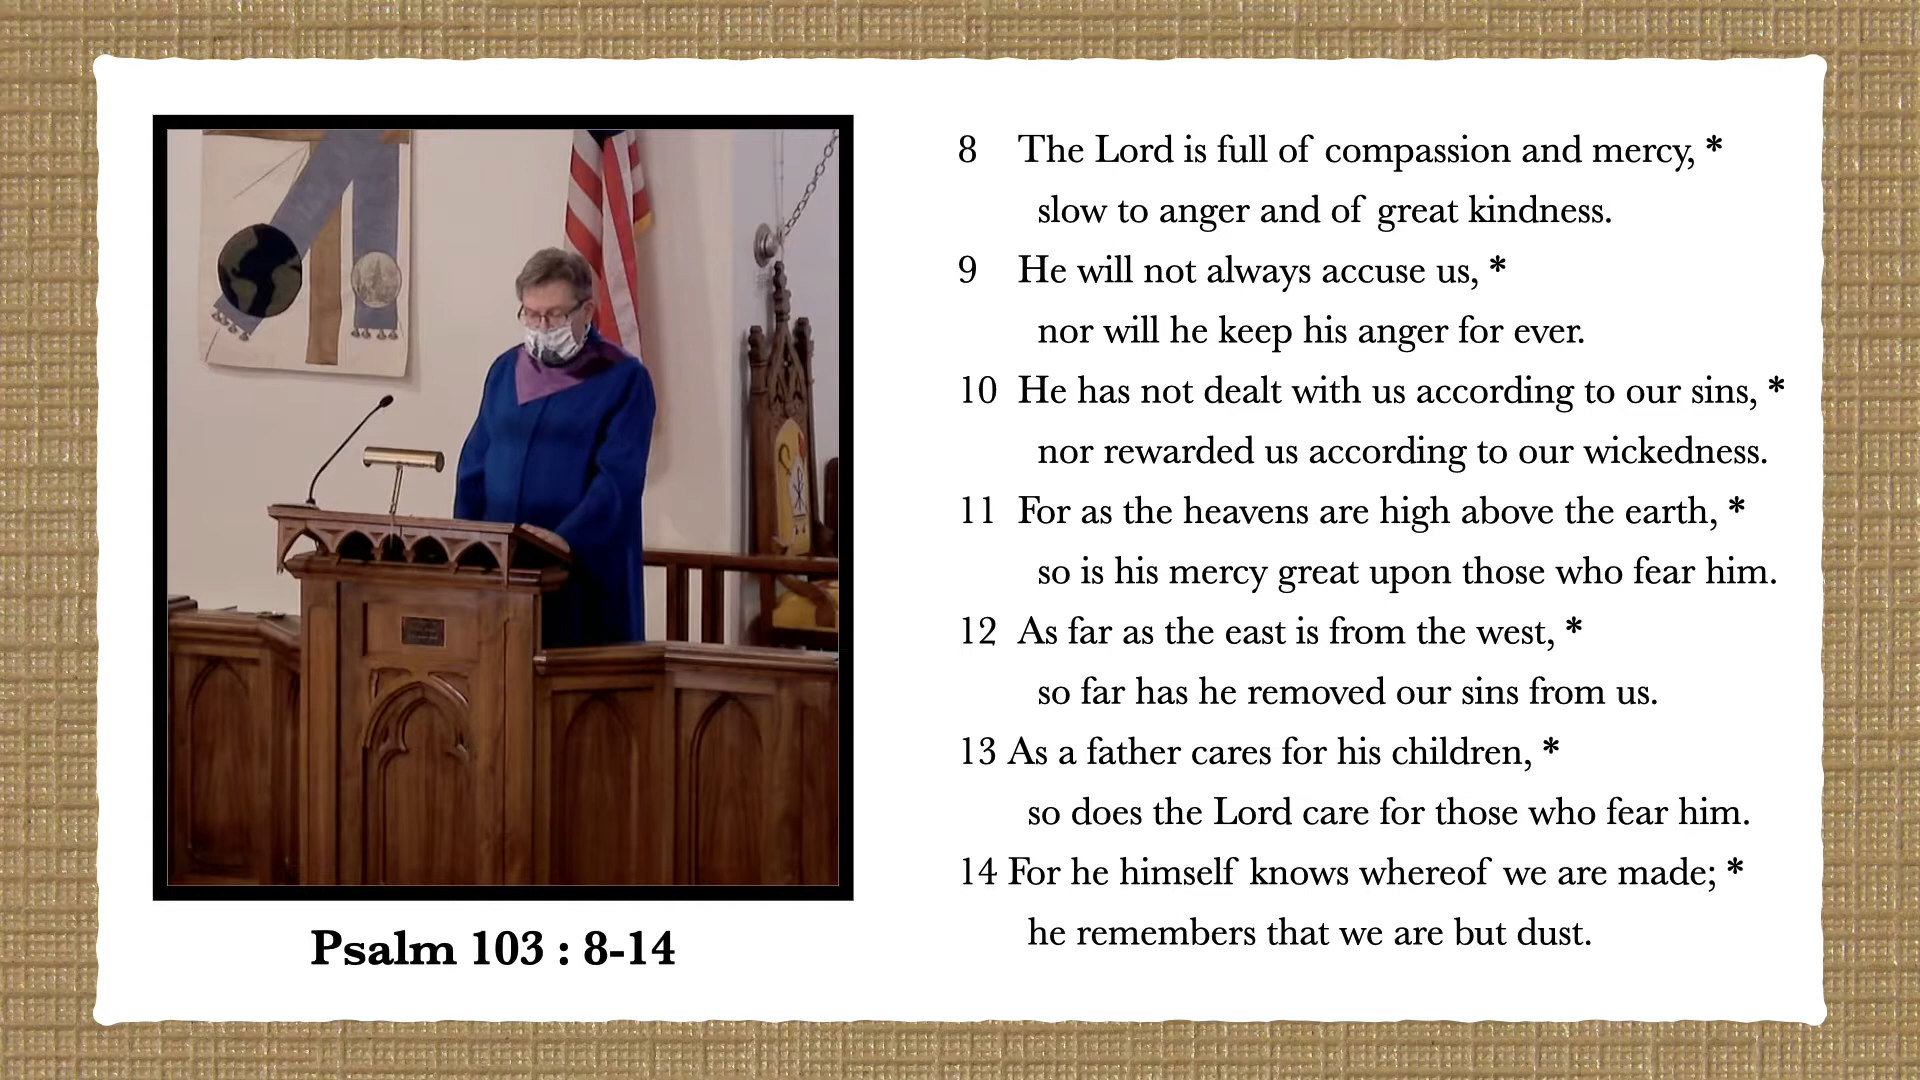 8 The Lord is full of compassion and mercy, *
slow to anger and of great kindness.
9 He will not always accuse us, *
nor will he keep his anger for ever.
10 He has not dealt with us according to our sins, *
nor rewarded us according to our wickedness.
11 For as the heavens are high above the earth, *
so is his mercy great upon those who fear him.
12 As far as the east is from the west, *
so far has he removed our sins from us.
13 As a father cares for his children, *
so does the Lord care for those who fear him.
14 For he himself knows whereof we are made; *
he remembers that we are but dust.
Psalm 103 : 8-14